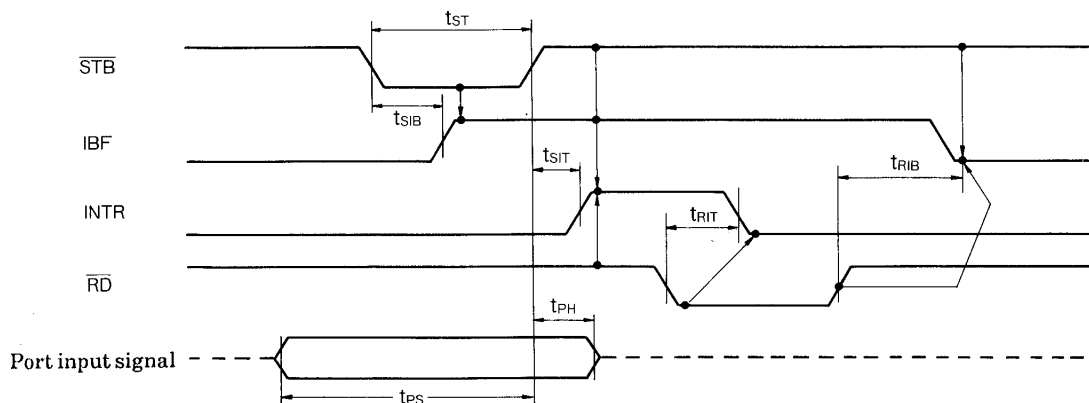 tST
STB
tSIB
IBF
tSIT
tRIB
INTR
tRIT
RD
tPH
Port input signal
tPS